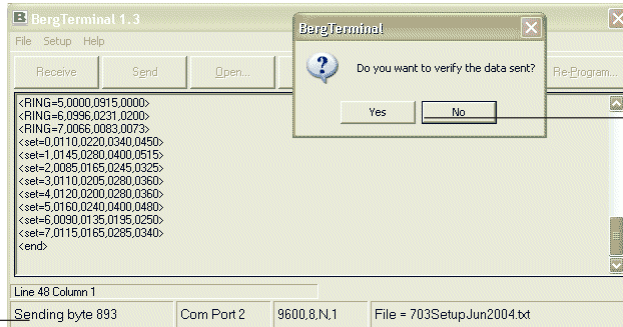 BergTerminal 1.3
File Setup Help
BergTerminal
Do you want to verify the data sent?
Yes No
Receive Send Open... Re-Program...
<RING=5,0000,0915,0000>
<RING=6,0996,0231,0200>
<RING=7,0066,0083,0073>
<set=0,0110,0220,0340,0450>
<set=1,0145,0280,0400,0515>
<set=2,0085,0165,0245,0325>
<set=3,0110,0205,0280,0360>
<set=4,0120,0200,0280,0360>
<set=5,0160,0240,0400,0480>
<set=6,0090,0135,0195,0250>
<set=7,0115,0165,0285,0340>
<end>
Line 48 Column 1
Sending byte 893 Com Port 2 9600,8,N,1 File = 703SetupJun2004.txt